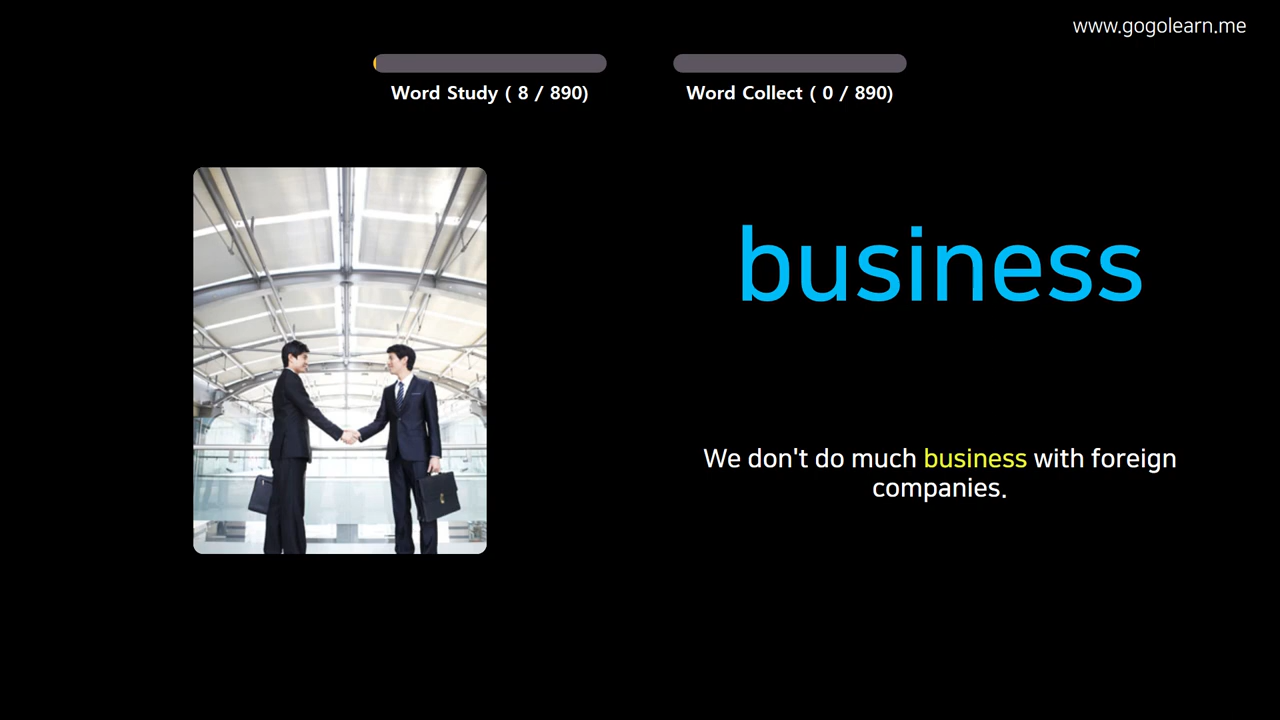 www.gogolearn.me
Word Study ( 8 / 890)
Word Collect ( 0 / 890)
business
We don't do much business with foreign
companies.